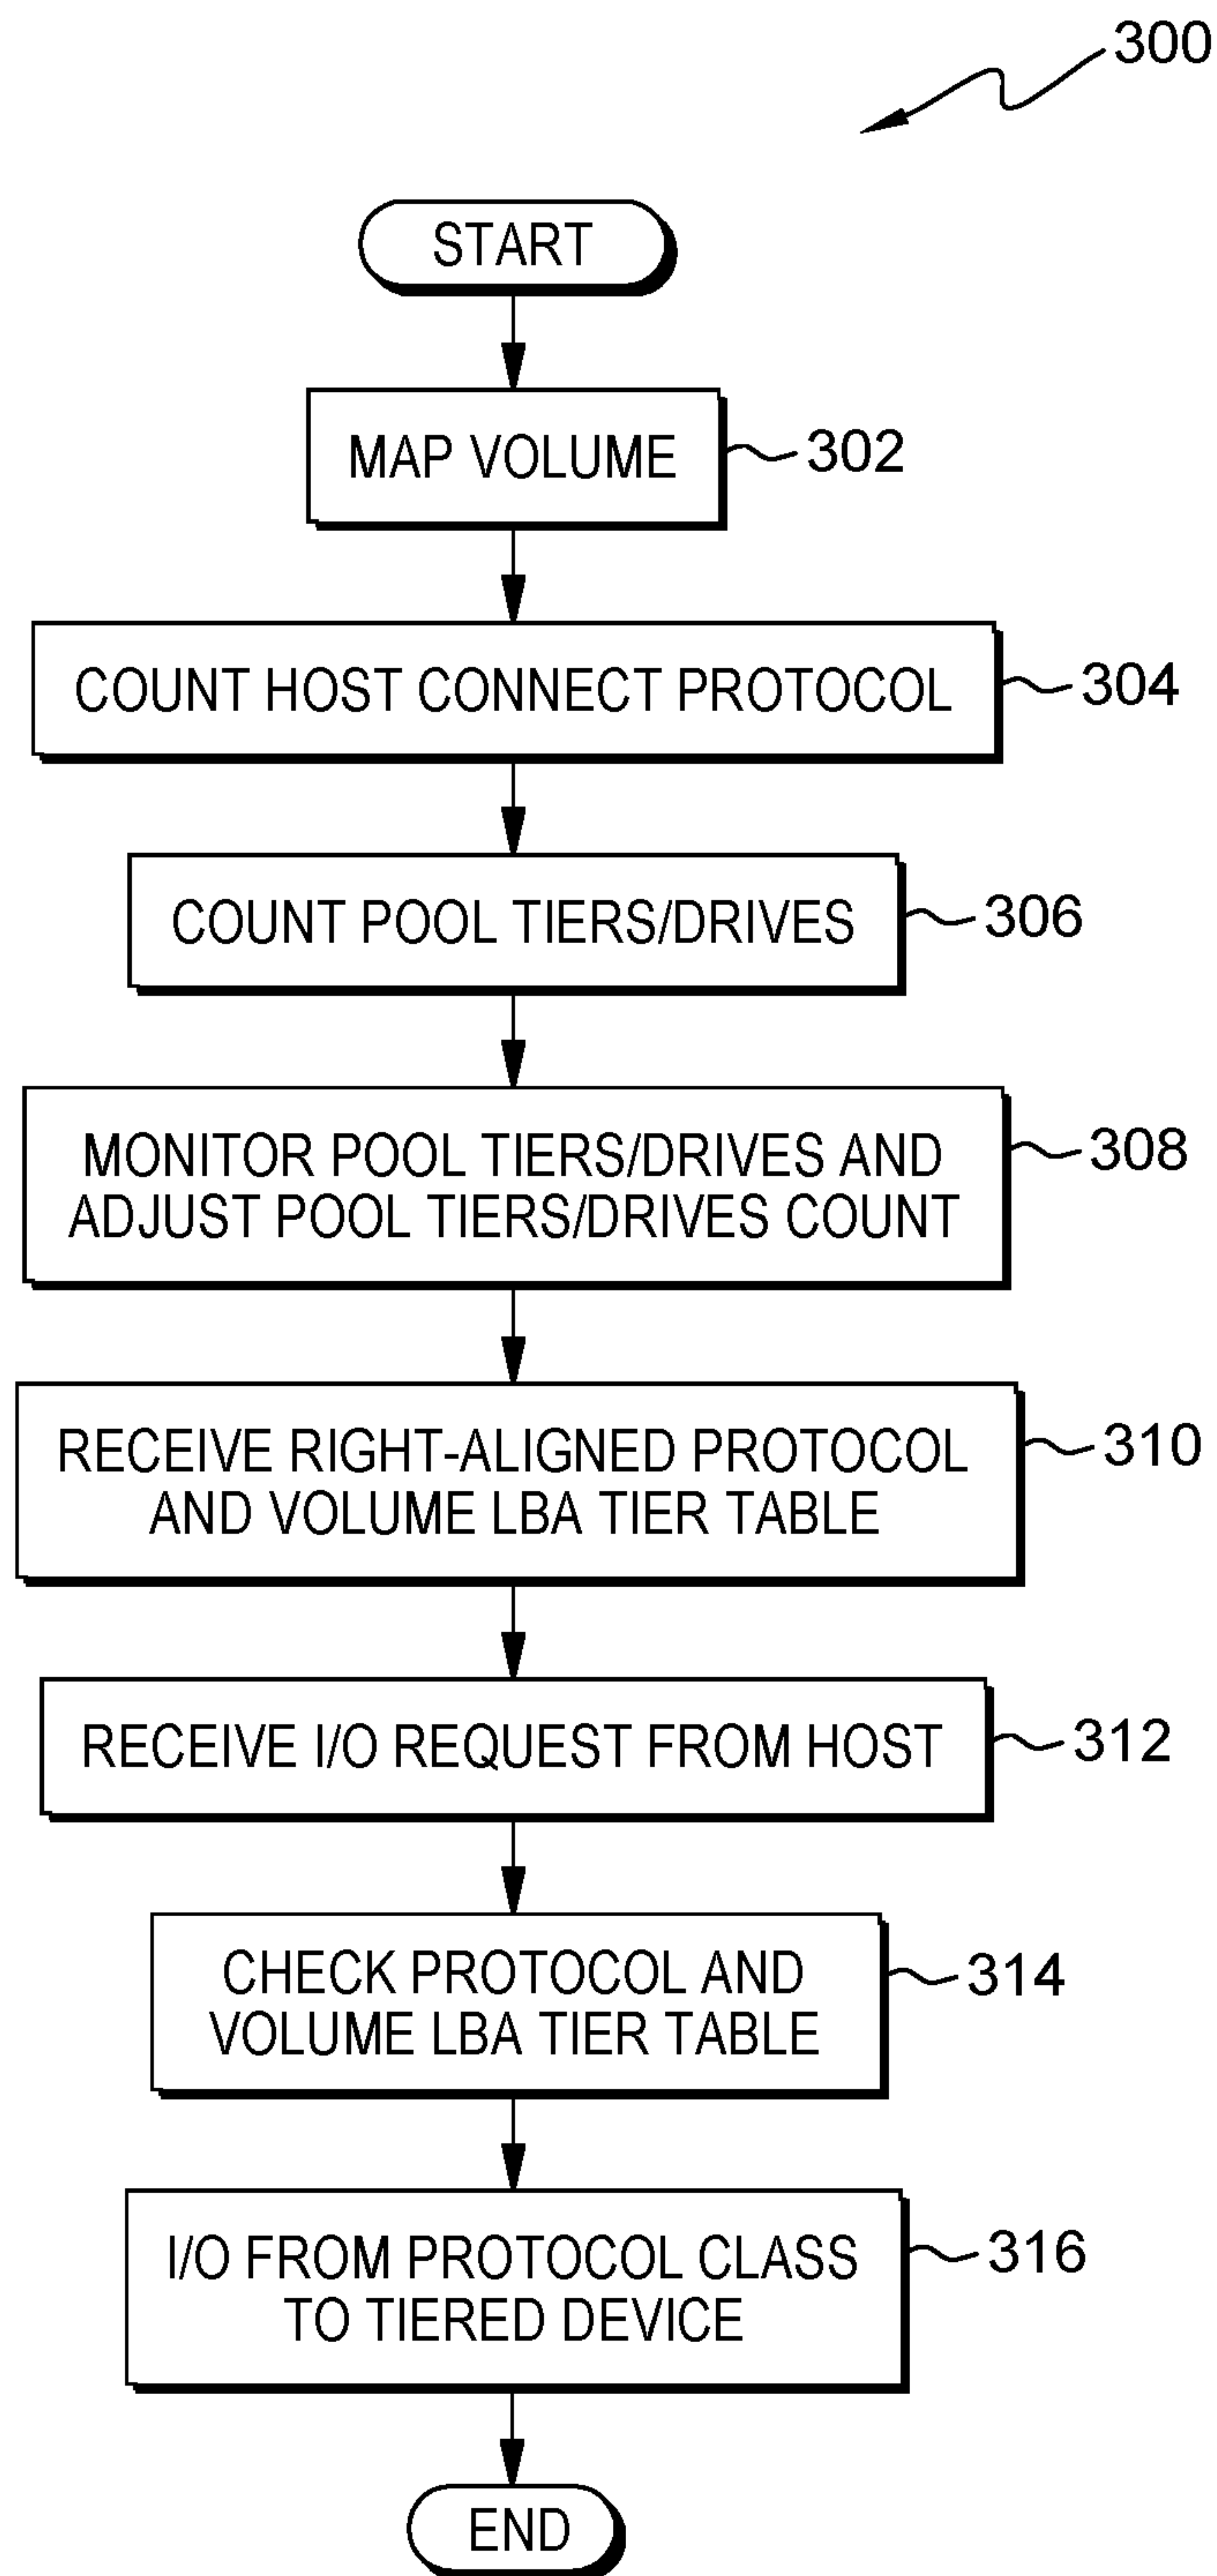 300
START
MAP VOLUME
302
COUNT HOST CONNECT PROTOCOL
304
COUNT POOL TIERS/DRIVES
306
MONITOR POOL TIERS/DRIVES AND
ADJUST POOL TIERS/DRIVES COUNT
308
RECEIVE RIGHT-ALIGNED PROTOCOL
AND VOLUME LBA TIER TABLE
310
RECEIVE I/O REQUEST FROM HOST
312
CHECK PROTOCOL AND
VOLUME LBA TIER TABLE
314
I/O FROM PROTOCOL CLASS
TO TIERED DEVICE
316
END